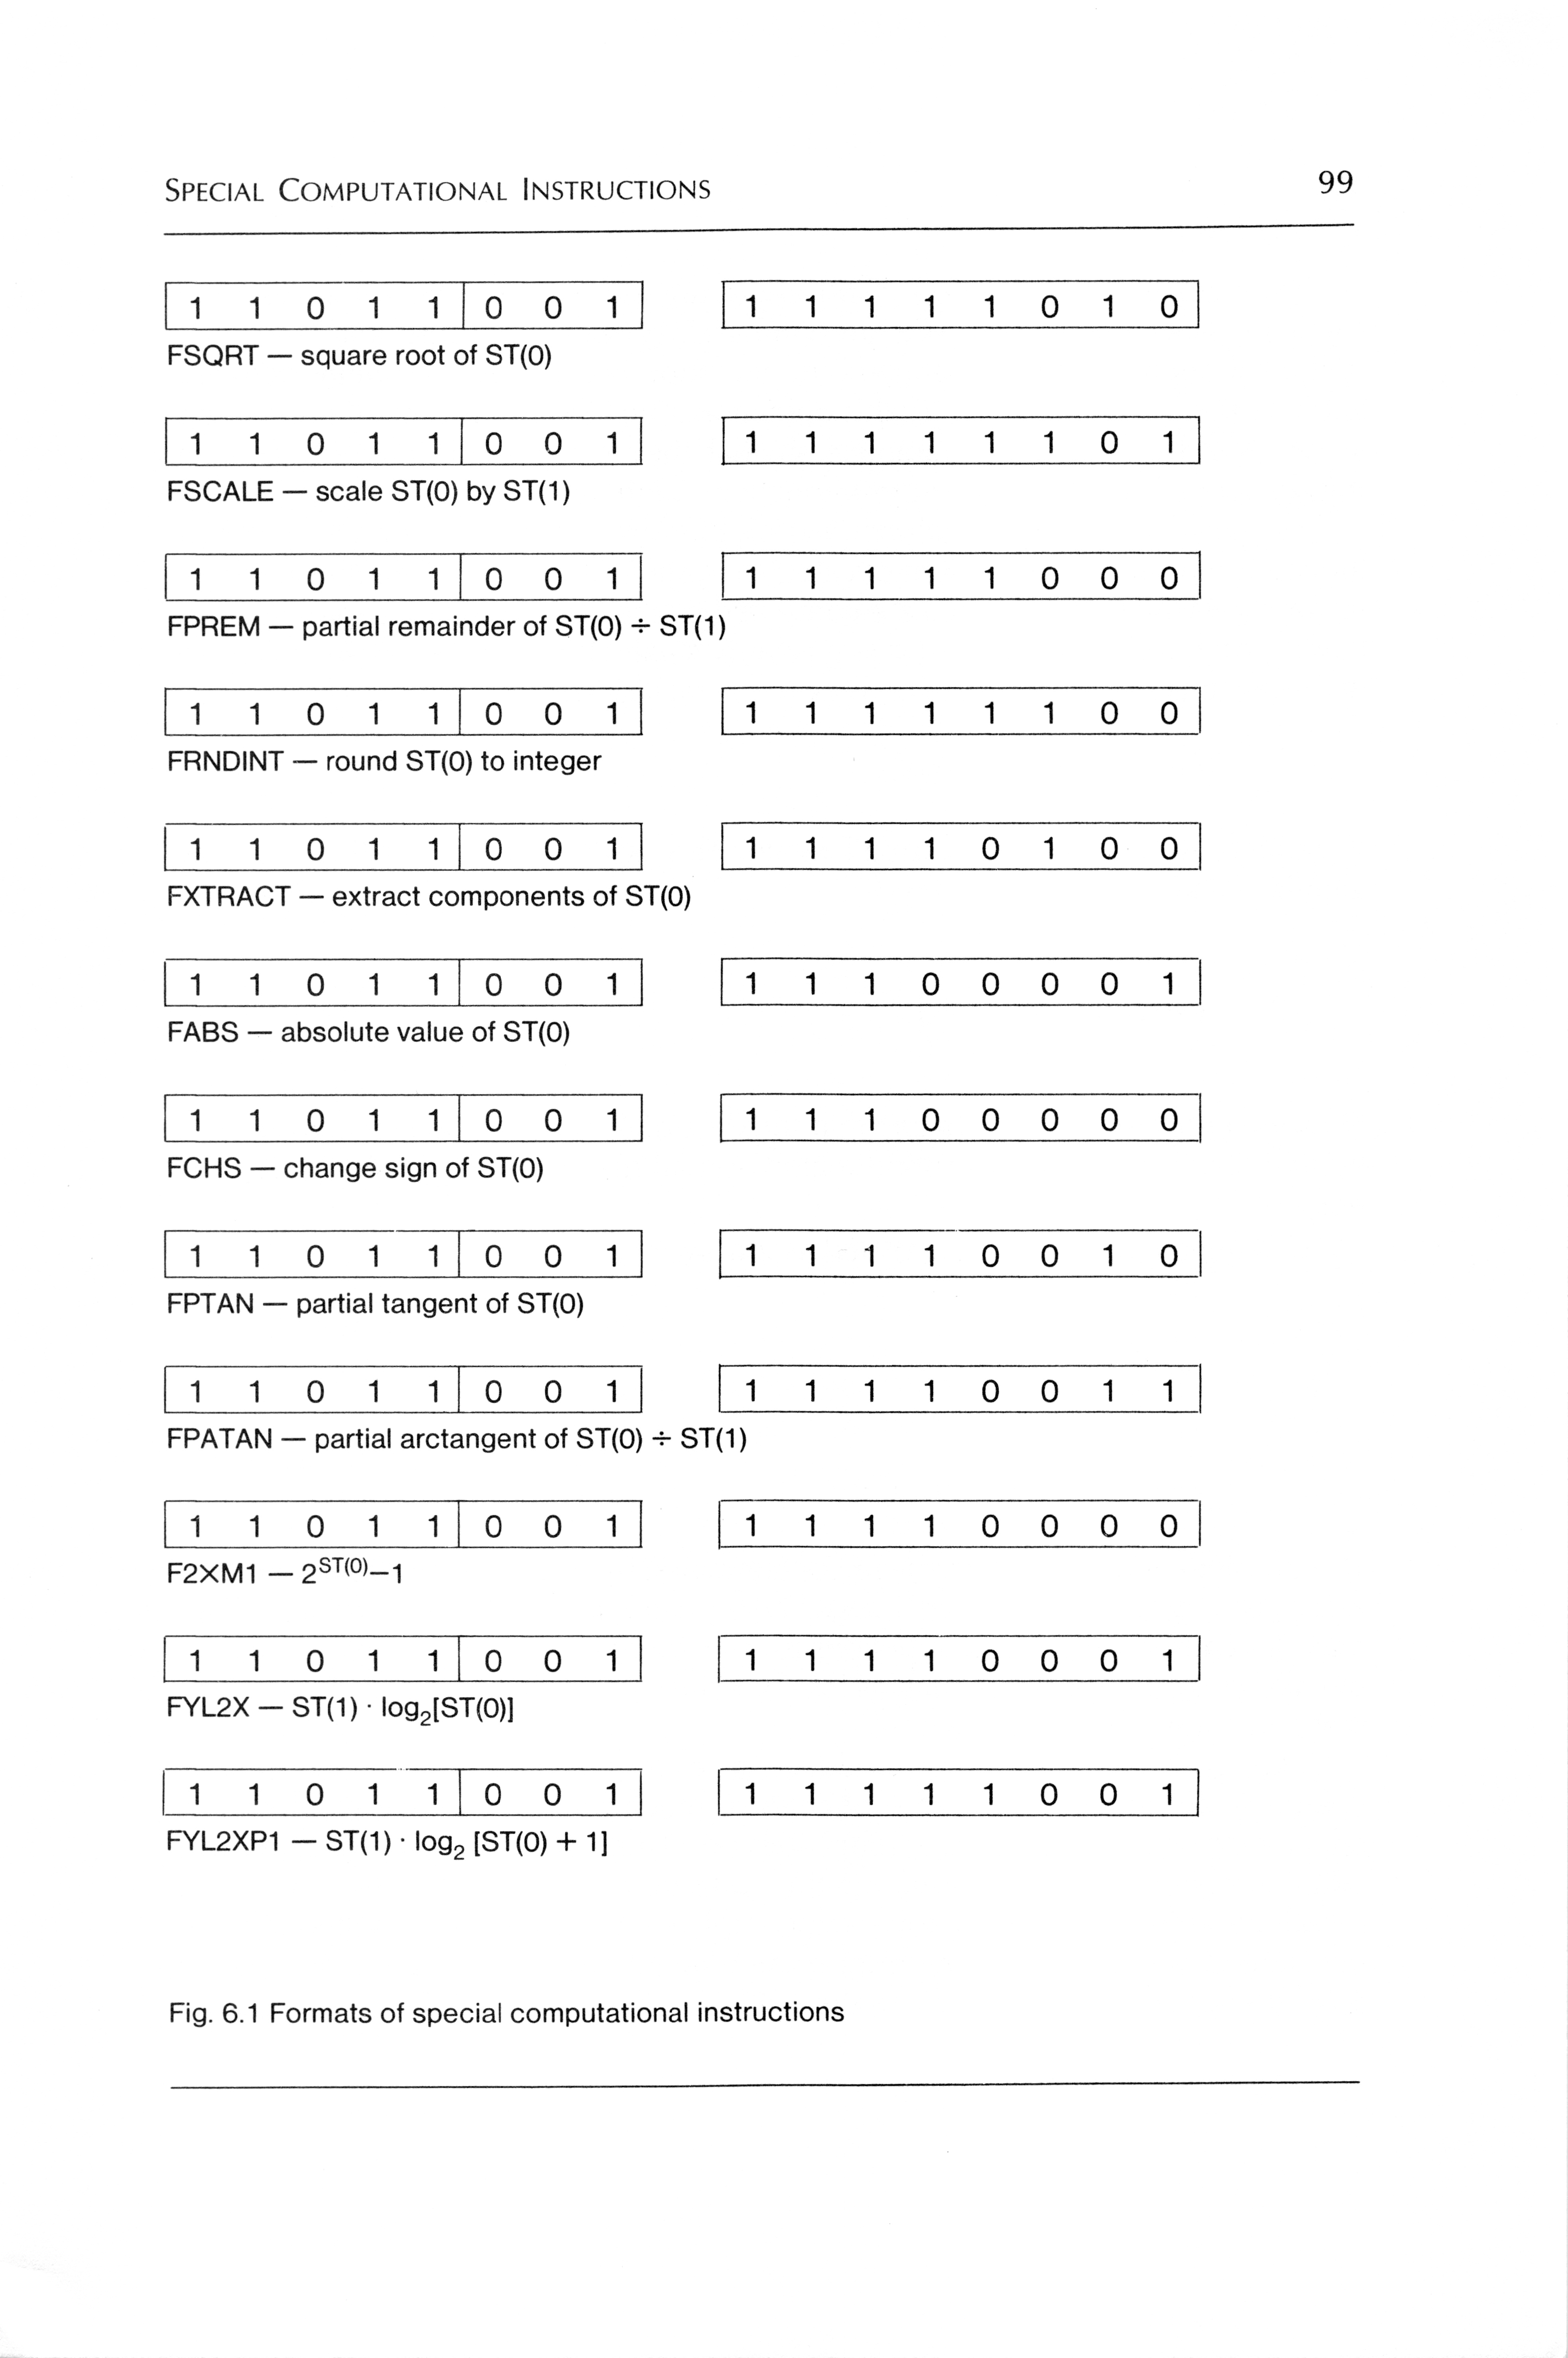 SPECIAL COMPUTATIONAL INSTRUCTIONS 99
1 1 0 1 1 0 0 1 1 1 1 1 1 0 1 0
FSQRT — square root of ST(0)
1 1 0 1 1 0 0 1 1 1 1 1 1 1 0 1
FSCALE — scale ST(0) by ST(1)
1 1 0 1 1 0 0 1 1 1 1 1 1 0 0 0
FPREM — partial remainder of ST(0) ÷ ST(1)
1 1 0 1 1 0 0 1 1 1 1 1 1 1 0 0
FRNDINT — round ST(0) to integer
1 1 0 1 1 0 0 1 1 1 1 1 0 1 0 0
FXTRACT — extract components of ST(0)
1 1 0 1 1 0 0 1 1 1 1 0 0 0 0 1
FABS — absolute value of ST(0)
1 1 0 1 1 0 0 1 1 1 1 0 0 0 0 0
FCHS — change sign of ST(0)
1 1 0 1 1 0 0 1 1 1 1 1 0 0 1 0
FPTAN — partial tangent of ST(0)
1 1 0 1 1 0 0 1 1 1 1 1 0 0 1 1
FPATAN — partial arctangent of ST(0) ÷ ST(1)
1 1 0 1 1 0 0 1 1 1 1 1 0 0 0 0
F2XM1 — 2^ST(0)–1
1 1 0 1 1 0 0 1 1 1 1 1 0 0 0 1
FYL2X — ST(1) · log₂[ST(0)]
1 1 0 1 1 0 0 1 1 1 1 1 1 0 0 1
FYL2XP1 — ST(1) · log₂ [ST(0) + 1]
Fig. 6.1 Formats of special computational instructions